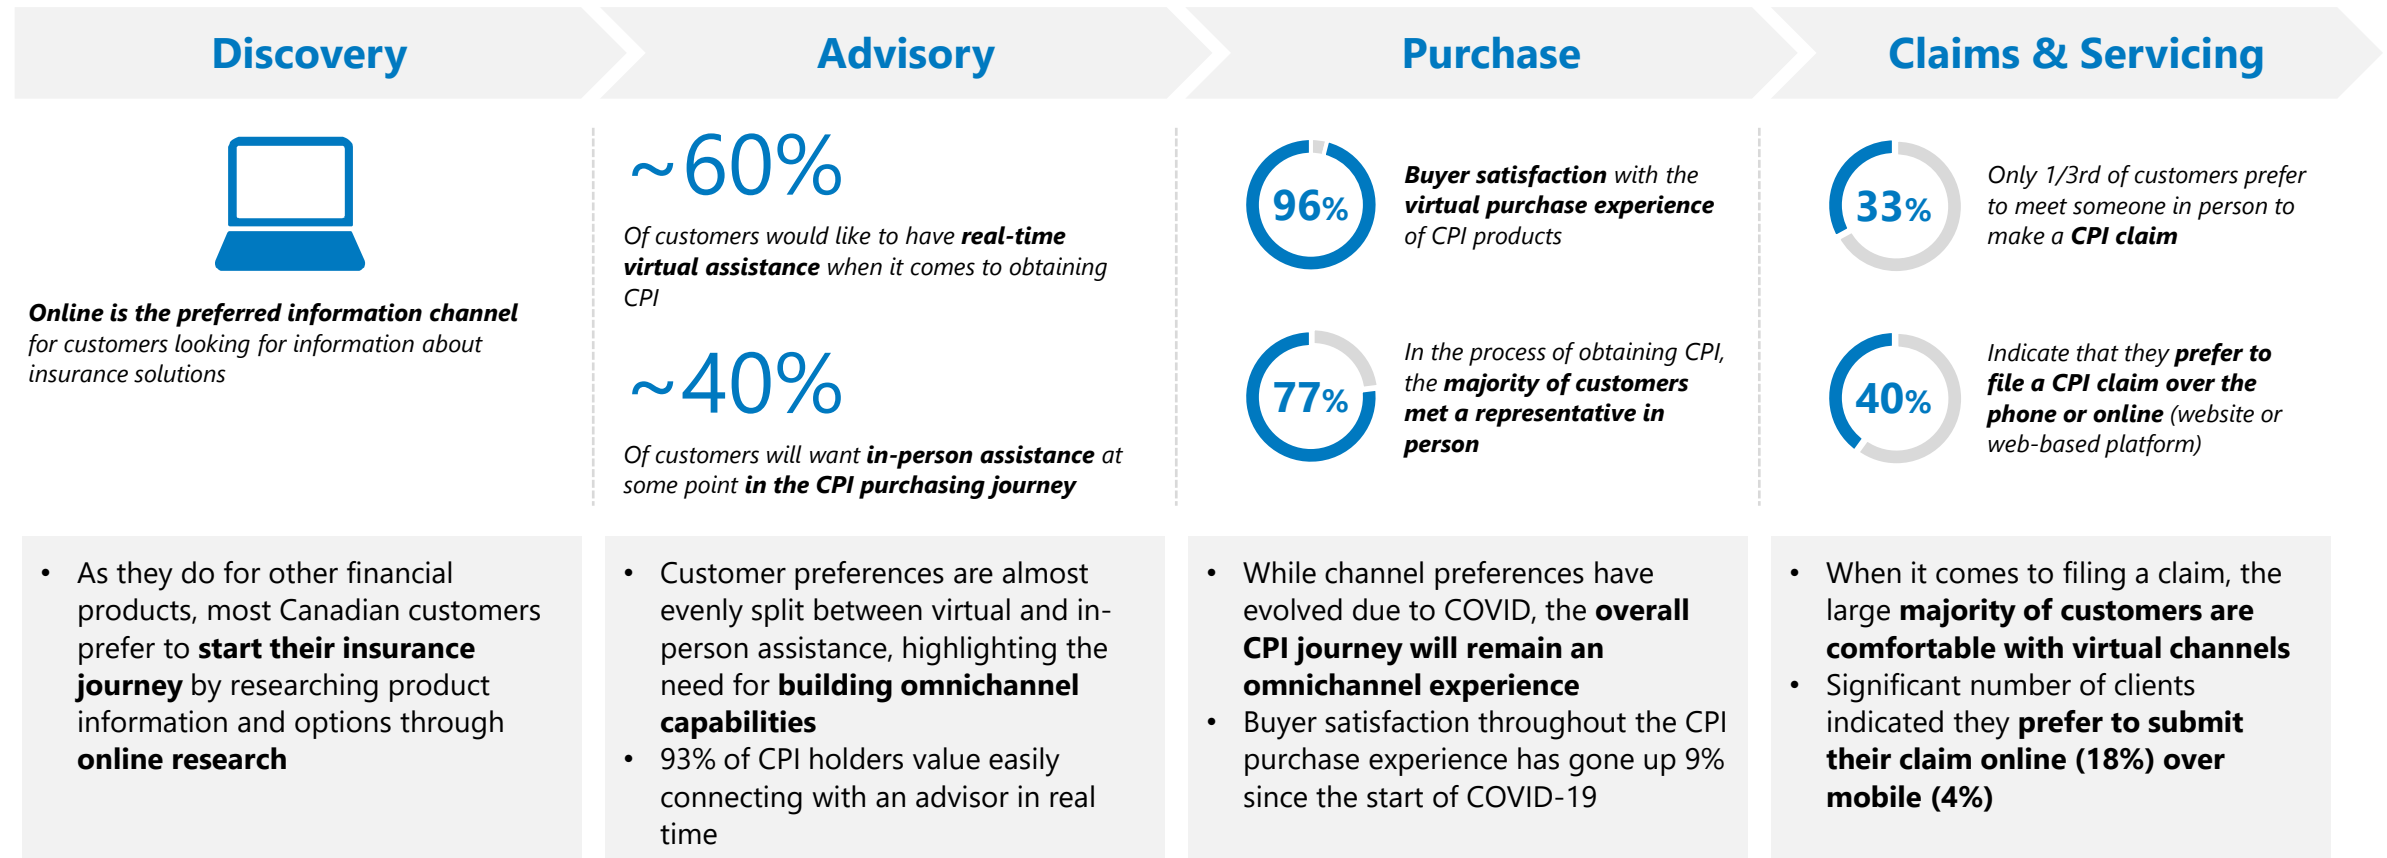 Discovery
Advisory
Purchase
Claims & Servicing
Online is the preferred information channel
for customers looking for information about
insurance solutions
~60%
Of customers would like to have real-time
virtual assistance when it comes to obtaining
CPI
~40%
Of customers will want in-person assistance at
some point in the CPI purchasing journey
96%
Buyer satisfaction with the
virtual purchase experience
of CPI products
77%
In the process of obtaining CPI,
the majority of customers
met a representative in
person
33%
Only 1/3rd of customers prefer
to meet someone in person to
make a CPI claim
40%
Indicate that they prefer to
file a CPI claim over the
phone or online (website or
web-based platform)
• As they do for other financial
products, most Canadian customers
prefer to start their insurance
journey by researching product
information and options through
online research
• Customer preferences are almost
evenly split between virtual and in-
person assistance, highlighting the
need for building omnichannel
capabilities
• 93% of CPI holders value easily
connecting with an advisor in real
time
• While channel preferences have
evolved due to COVID, the overall
CPI journey will remain an
omnichannel experience
• Buyer satisfaction throughout the CPI
purchase experience has gone up 9%
since the start of COVID-19
• When it comes to filing a claim, the
large majority of customers are
comfortable with virtual channels
• Significant number of clients
indicated they prefer to submit
their claim online (18%) over
mobile (4%)